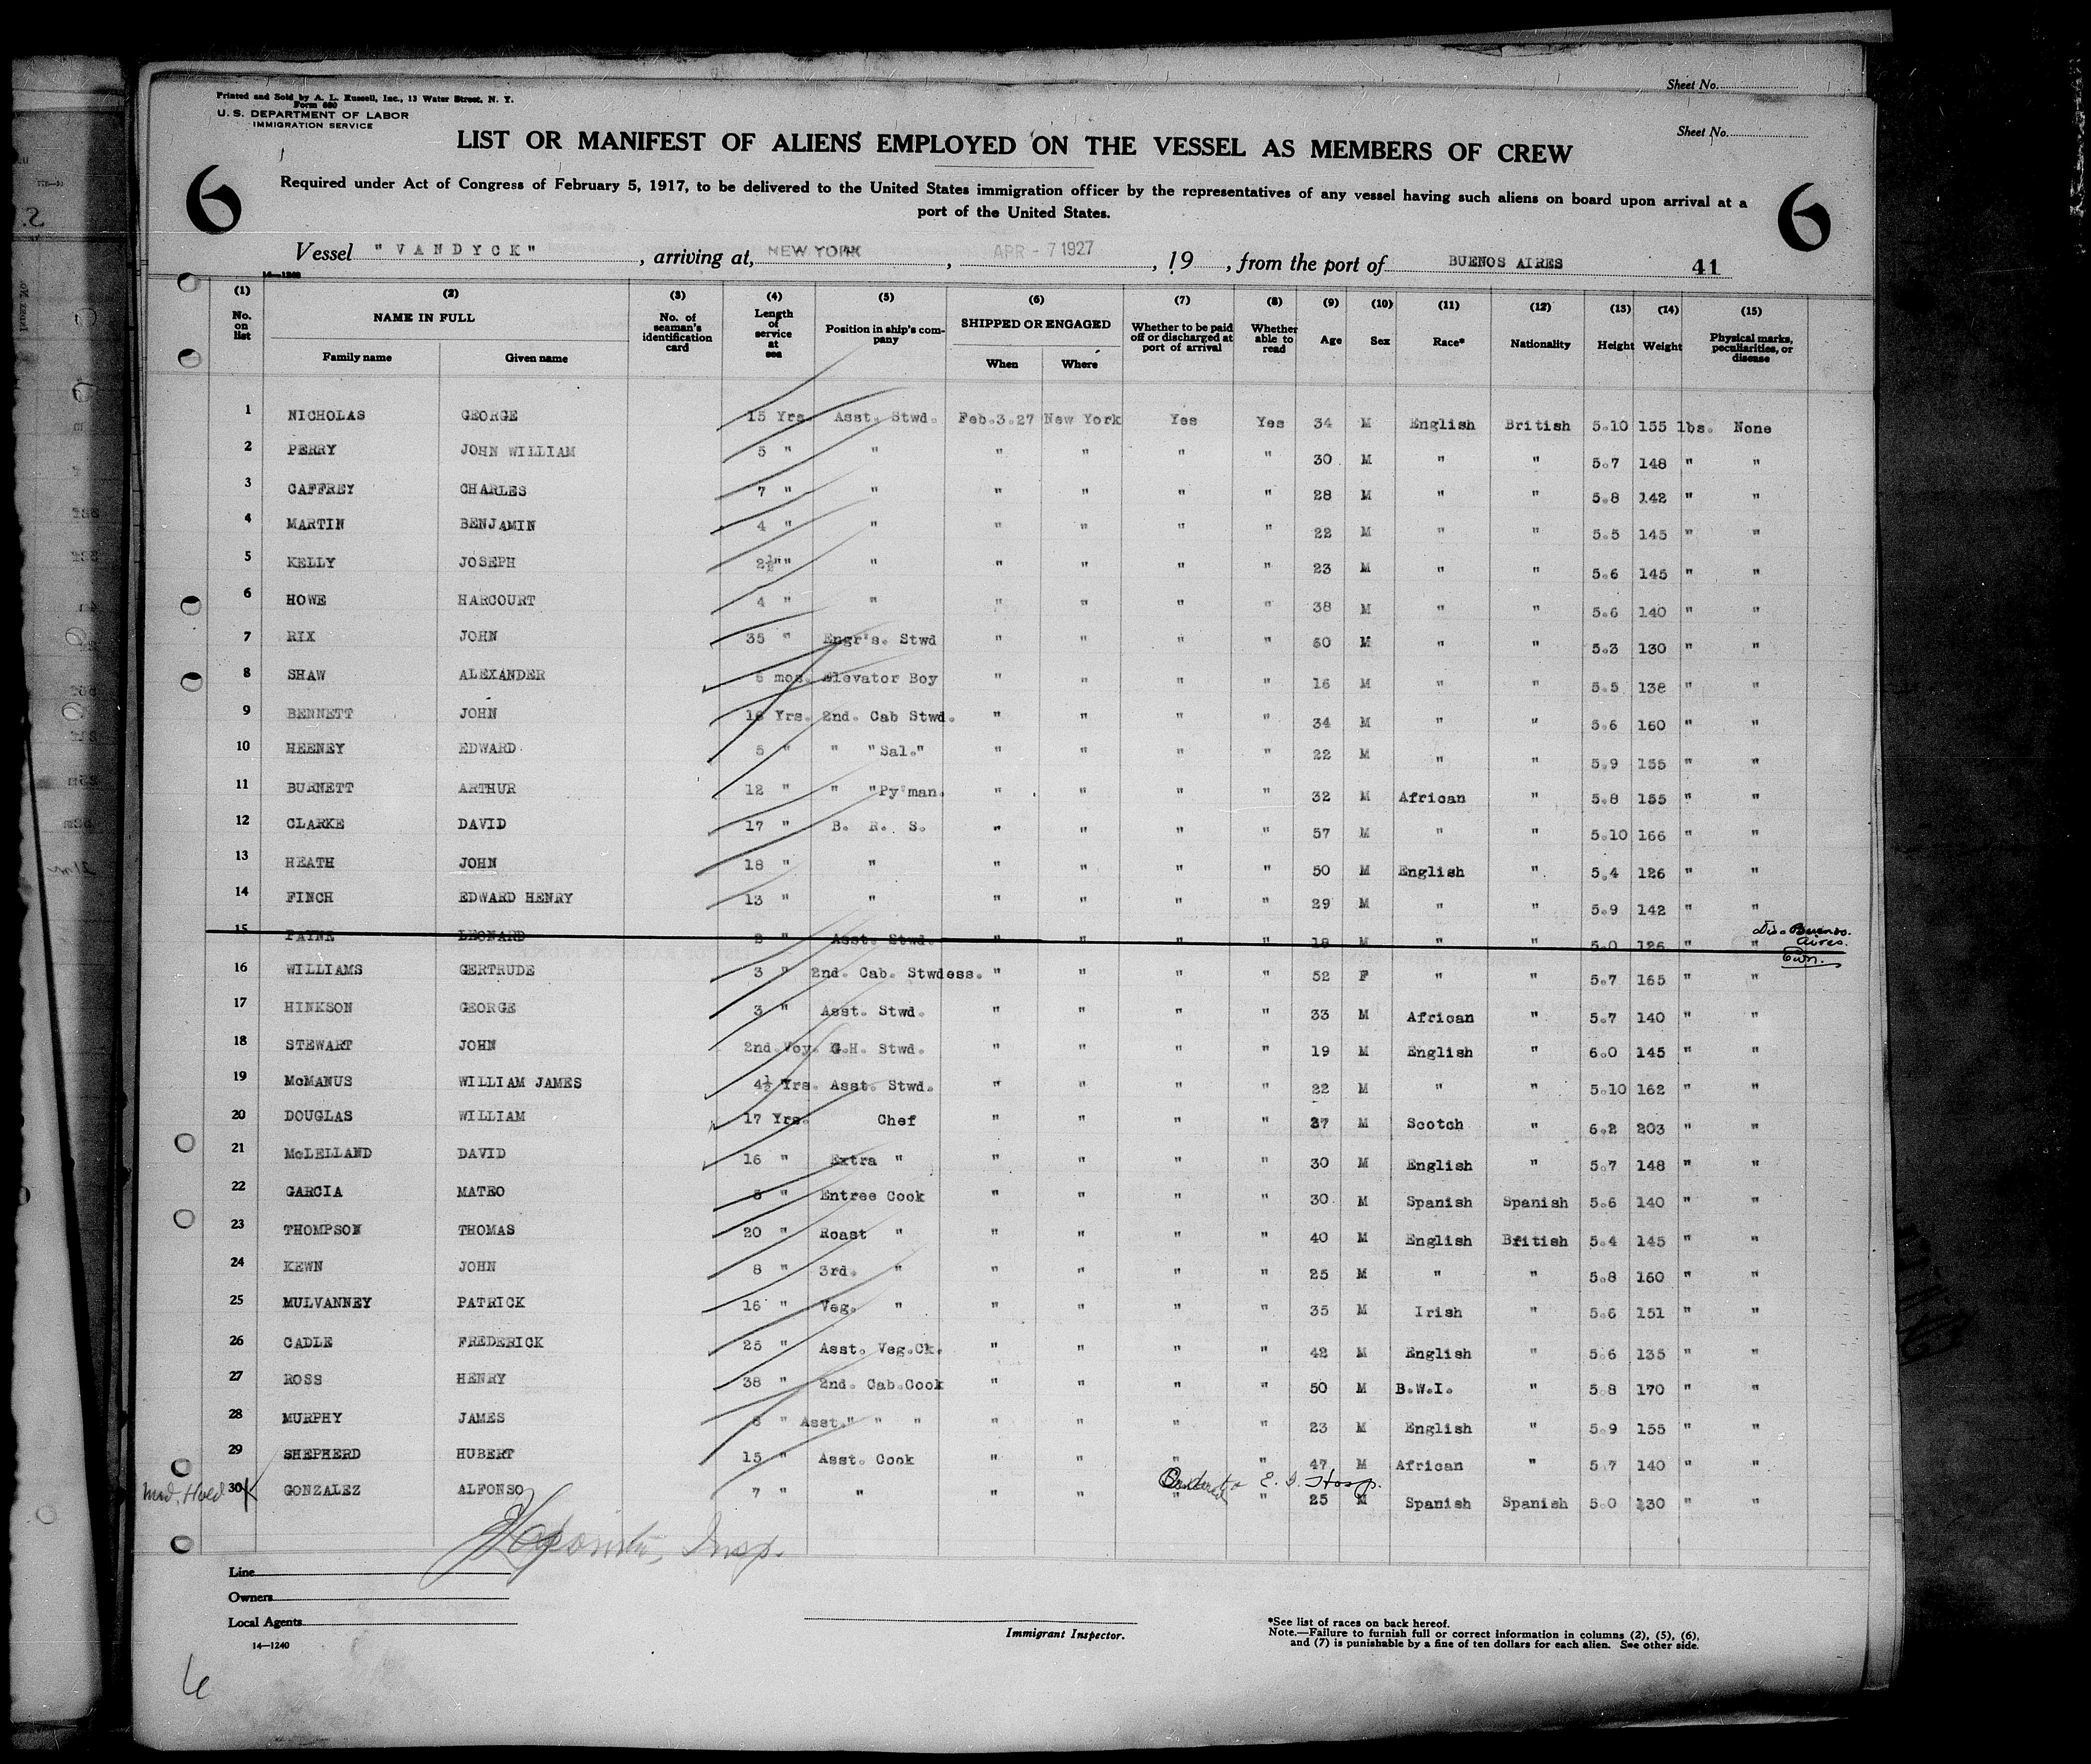 Sheet No.
Printed and Sold by A. L. Russell, Inc., 13 Water Street, N. Y.
Form 680
U. S. DEPARTMENT OF LABOR
IMMIGRATION SERVICE
Sheet No.
LIST OR MANIFEST OF ALIENS EMPLOYED ON THE VESSEL AS MEMBERS OF CREW
6 6
Required under Act of Congress of February 5, 1917, to be delivered to the United States immigration officer by the representatives of any vessel having such aliens on board upon arrival at a
port of the United States.
Vessel "VANDYCK", arriving at, NEW YORK, APR - 7 1927, 19, from the port of BUENOS AIRES 41
14—1240
(1) (2) (3) (4) (5) (6) (7) (8) (9) (10) (11) (12) (13) (14) (15)
No. on list NAME IN FULL Family name Given name No. of seaman's identification card Length of service at sea Position in ship's company SHIPPED OR ENGAGED When Where Whether to be paid off or discharged at port of arrival Whether able to read Age Sex Race* Nationality Height Weight Physical marks, peculiarities, or disease
1 NICHOLAS GEORGE 15 Yrs. Asst. Stwd. Feb.3.27 New York Yes Yes 34 M English British 5.10 155 lbs. None
2 PERRY JOHN WILLIAM 5 " " " " " " 30 M " " 5.7 148 " "
3 CAFFREY CHARLES 7 " " " " " " 28 M " " 5.8 142 " "
4 MARTIN BENJAMIN 4 " " " " " " 22 M " " 5.5 145 " "
5 KELLY JOSEPH 2½"" " " " " " 23 M " " 5.6 145 " "
6 HOWE HARCOURT 4 " " " " " " 38 M " " 5.6 140 " "
7 RIX JOHN 35 " Engr's. Stwd " " " " 50 M " " 5.3 130 " "
8 SHAW ALEXANDER 6 mos. Elevator Boy " " " " 16 M " " 5.5 138 " "
9 BENNETT JOHN 18 Yrs. 2nd. Cab Stwd. " " " " 34 M " " 5.6 160 " "
10 HEENEY EDWARD 5 " " "Sal." " " " " 22 M " " 5.9 155 " "
11 BURNETT ARTHUR 12 " " "Py'man. " " " " 32 M African " 5.8 155 " "
12 CLARKE DAVID 17 " B. R. S. " " " " 57 M " " 5.10 166 " "
13 HEATH JOHN 18 " " " " " " 50 M English " 5.4 126 " "
14 FINCH EDWARD HENRY 13 " " " " " " 29 M " " 5.9 142 " "
15 PAYNE LEONARD 2 " Asst. Stwd. " " " " 18 M " " 5.0 126 " " Dis. Buenos Aires.
16 WILLIAMS GERTRUDE 3 " 2nd. Cab. Stwdess. " " " " 52 F " " 5.7 165 " "
17 HINKSON GEORGE 3 " Asst. Stwd. " " " " 33 M African " 5.7 140 " "
18 STEWART JOHN 2nd.Voy. G.H. Stwd. " " " " 19 M English " 6.0 145 " "
19 McMANUS WILLIAM JAMES 4½ Yrs. Asst. Stwd. " " " " 22 M " " 5.10 162 " "
20 DOUGLAS WILLIAM 17 Yrs. Chef " " " " 37 M Scotch " 6.2 203 " "
21 McLELLAND DAVID 16 " Extra " " " " " 30 M English " 5.7 148 " "
22 GARCIA MATEO 5 " Entree Cook " " " " 30 M Spanish Spanish 5.6 140 " "
23 THOMPSON THOMAS 20 " Roast " " " " " 40 M English British 5.4 145 " "
24 KEWN JOHN 8 " 3rd. " " " " " 25 M " " 5.8 160 " "
25 MULVANNEY PATRICK 16 " Veg. " " " " " 35 M Irish " 5.6 151 " "
26 CADLE FREDERICK 25 " Asst. Veg.Ck. " " " " 42 M English " 5.6 135 " "
27 ROSS HENRY 38 " 2nd. Cab.Cook " " " " 50 M B.W.I. " 5 8 170 " "
28 MURPHY JAMES 6 " Asst." " " " " " " 23 M English " 5.9 155 " "
29 SHEPHERD HUBERT 15 " Asst. Cook " " " " 47 M African " 5.7 140 " "
to E. I. Hosp.
Med. Held 30 X GONZALEZ ALFONSO 7 " " " " " " 25 M Spanish Spanish 5.0 130 " "
Insp.
Line
Owners
Local Agents
14—1240
Immigrant Inspector.
*See list of races on back hereof.
Note.—Failure to furnish full or correct information in columns (2), (5), (6),
and (7) is punishable by a fine of ten dollars for each alien. See other side.
6